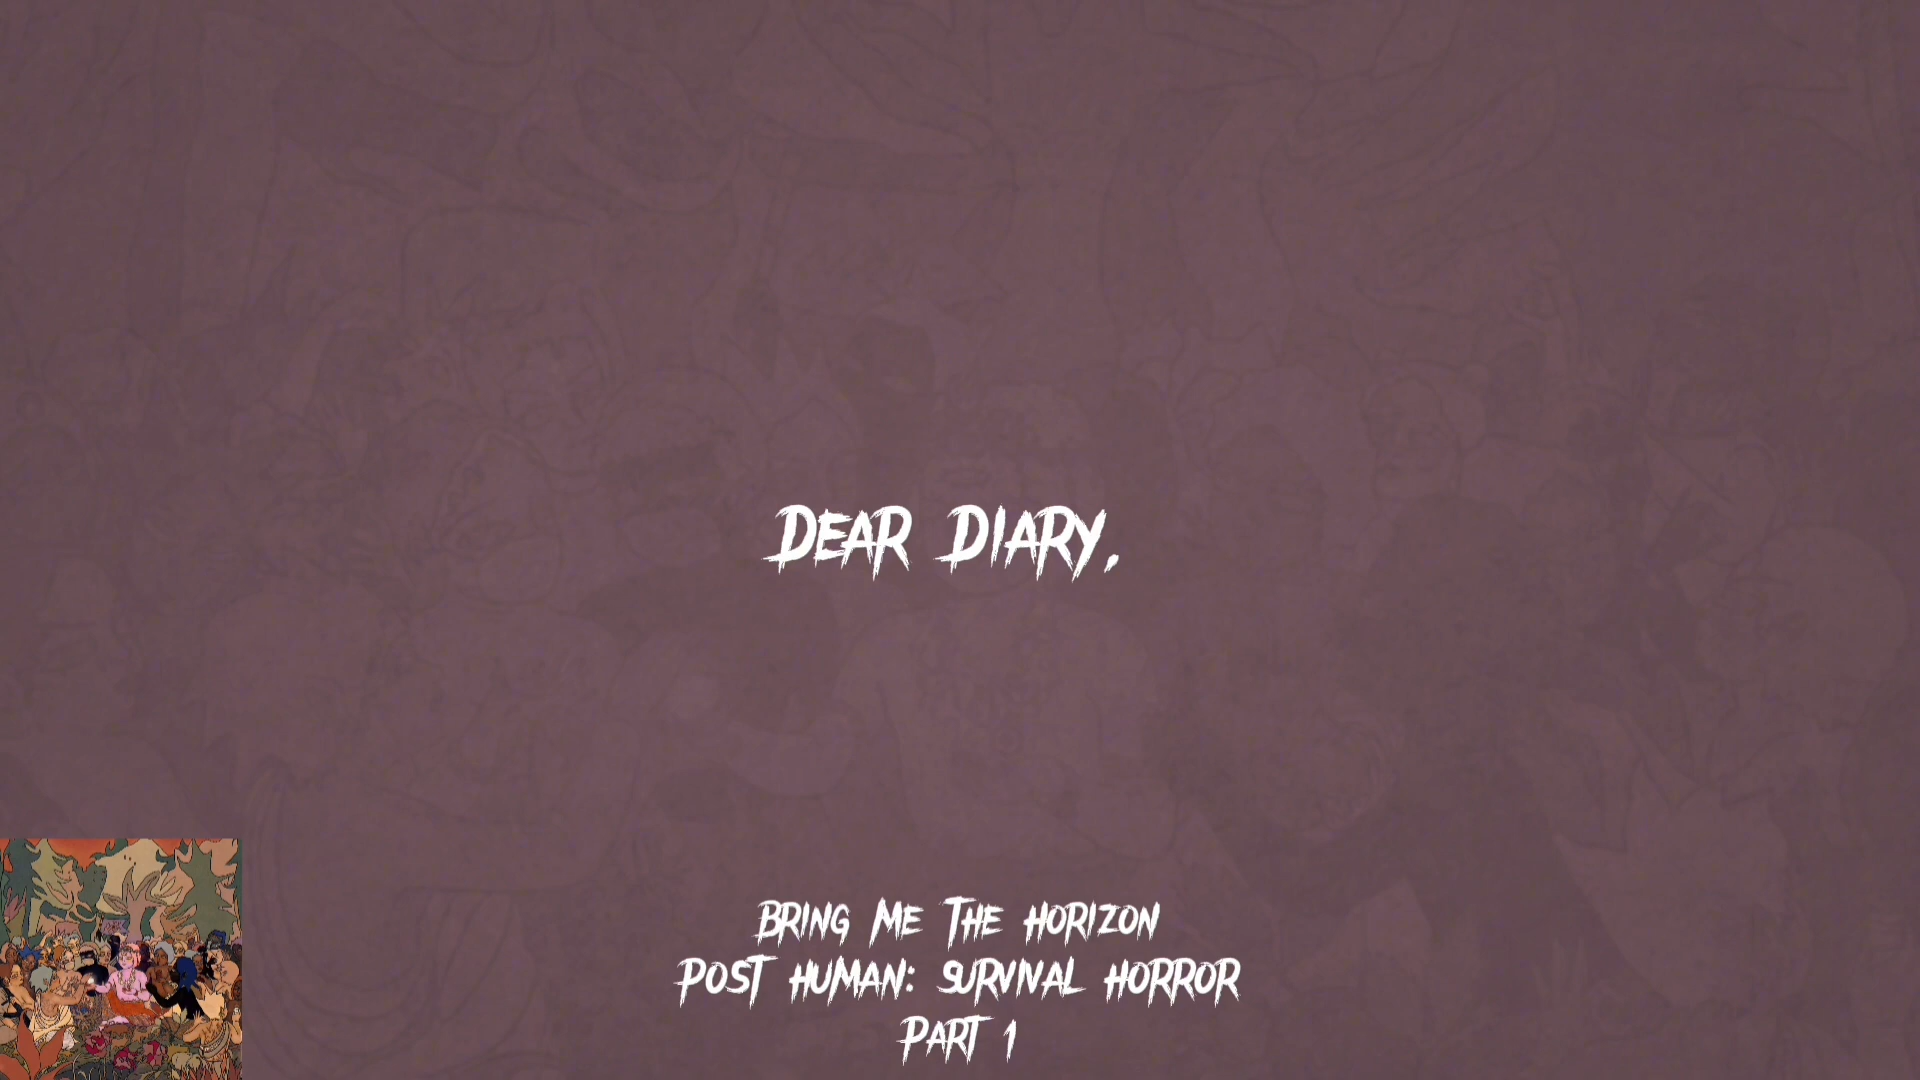 Dear Diary,
Bring Me The Horizon
Post Human: Survival Horror
Part 1